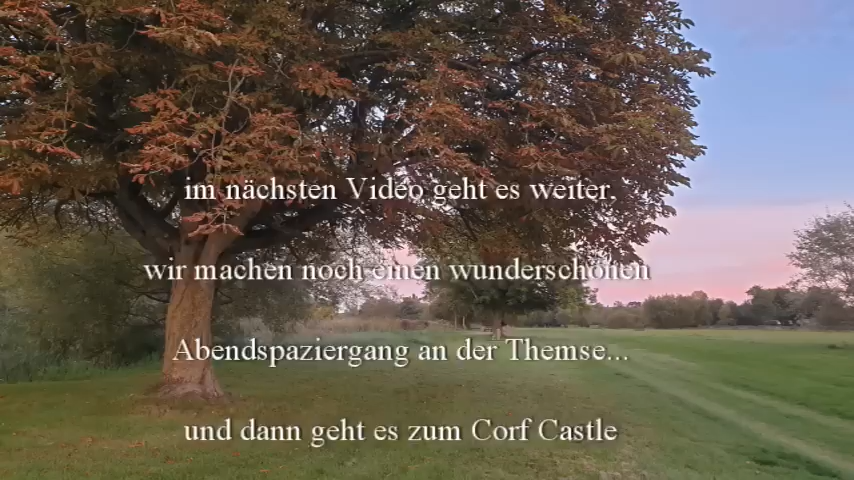 im nächsten Video geht es weiter.
wir machen noch einen wunderschönen
Abendspaziergang an der Themse...
und dann geht es zum Corf Castle